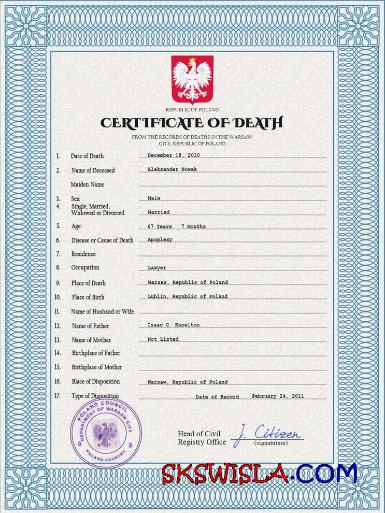 REPUBLIC OF POLAND
CERTIFICATE OF DEATH
FROM THE RECORDS OF DEATHS IN THE WARSAW
CITY, REPUBLIC OF POLAND
1. Date of Death December 18, 2010
2. Name of Deceased Aleksander Nowak
Maiden Name
3. Sex Male
4. Single, Married,
Widowed or Divorced Married
5. Age 67 Years 7 Months
6. Disease or Cause of Death Apoplexy
7. Residence
8. Occupation Lawyer
9. Place of Death Warsaw, Republic of Poland
10. Place of Birth Lublin, Republic of Poland
11. Name of Husband or Wife
12. Name of Father Isaac C. Knowlton
13. Name of Mother Not Listed
14. Birthplace of Father
15. Birthplace of Mother
16. Place of Disposition Warsaw, Republic of Poland
17. Type of Disposition Date of Record February 24, 2011
POLAND COUNCIL
DEPARTMENT OF WARSAW CITY
POLAND COUNTRY
Head of Civil
Registry Office
J. Citizen
(signature)
SKSWISLA.COM